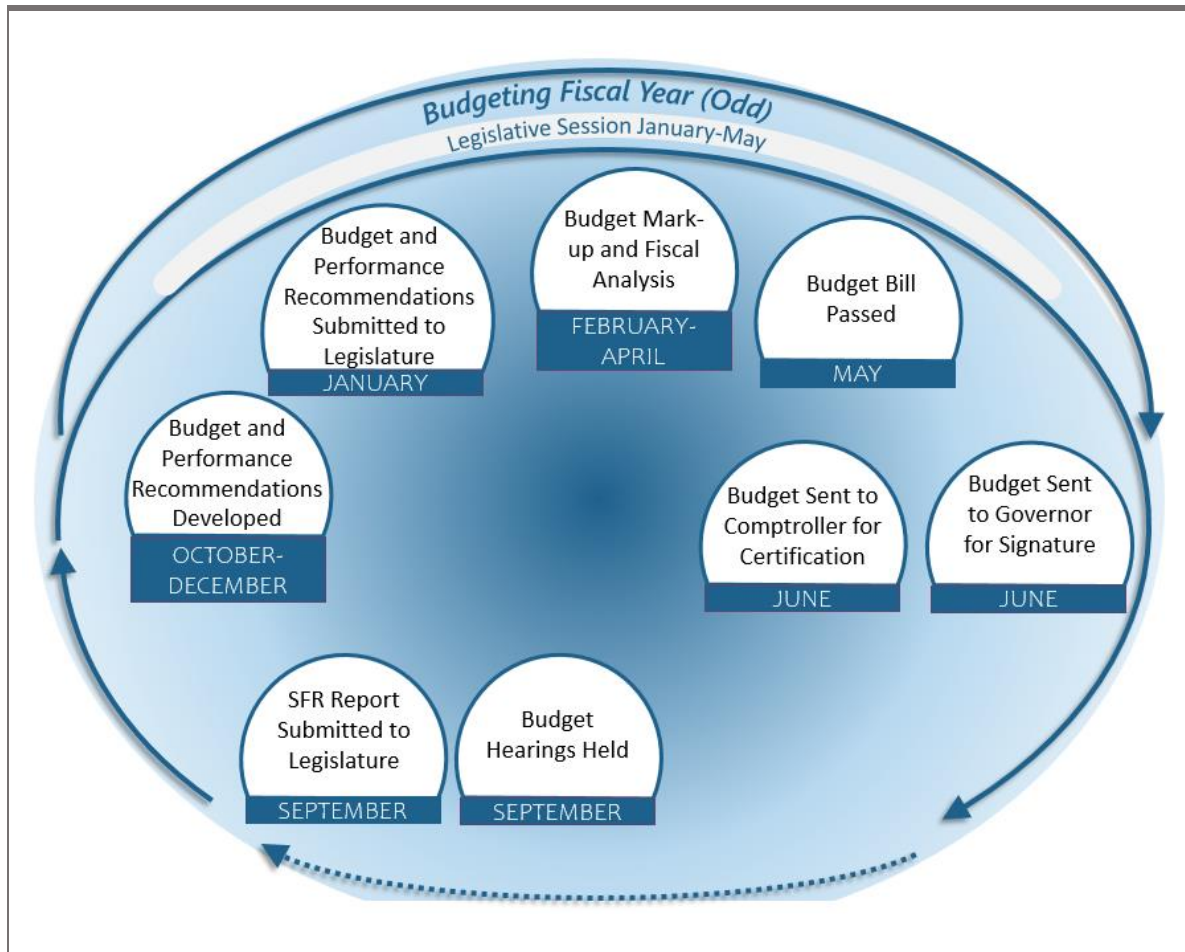 Budgeting Fiscal Year (Odd)
Legislative Session January-May
Budget and
Performance
Recommendations
Submitted to
Legislature
JANUARY
Budget Mark-
up and Fiscal
Analysis
FEBRUARY-
APRIL
Budget Bill
Passed
MAY
Budget and
Performance
Recommendations
Developed
OCTOBER-
DECEMBER
Budget Sent to
Comptroller for
Certification
JUNE
Budget Sent
to Governor
for Signature
JUNE
SFR Report
Submitted to
Legislature
SEPTEMBER
Budget
Hearings Held
SEPTEMBER